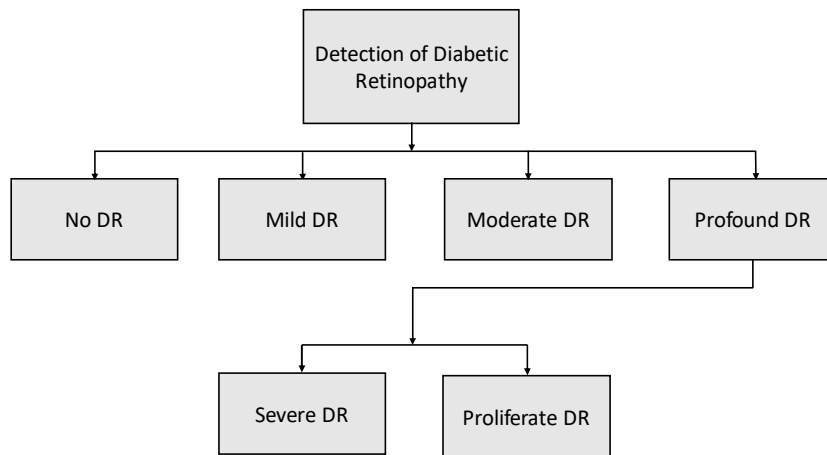 Detection of Diabetic
Retinopathy
No DR
Mild DR
Moderate DR
Profound DR
Severe DR
Proliferate DR